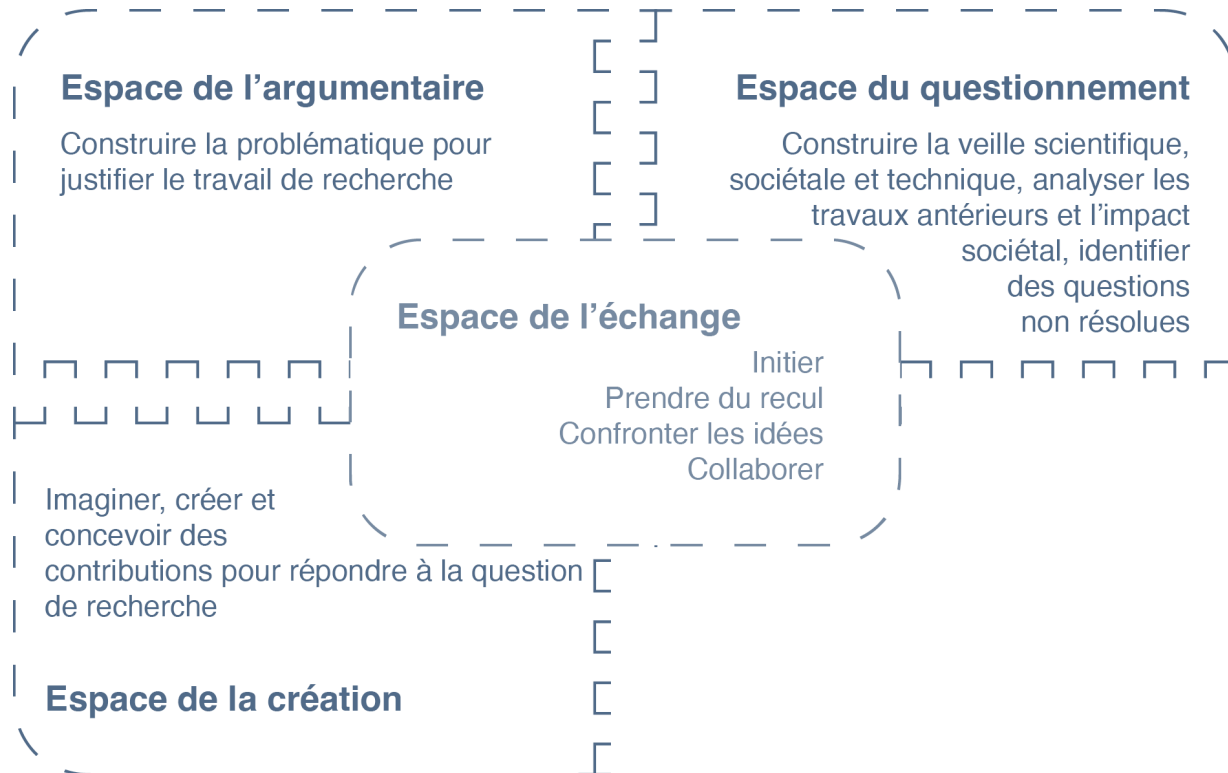 Espace de l’argumentaire
Construire la problématique pour
justifier le travail de recherche
Espace du questionnement
Construire la veille scientifique,
sociétale et technique, analyser les
travaux antérieurs et l’impact
sociétal, identifier
des questions
non résolues
Espace de l’échange
Initier
Prendre du recul
Confronter les idées
Collaborer
Imaginer, créer et
concevoir des
contributions pour répondre à la question
de recherche
Espace de la création